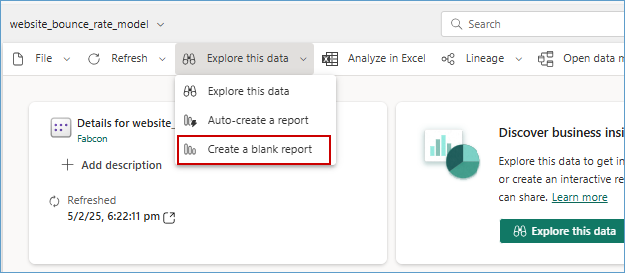 website_bounce_rate_model
Search
File Refresh Explore this data Analyze in Excel Lineage Open data m
Explore this data
Auto-create a report
Create a blank report
Details for website_
Fabcon
Add description
Refreshed
5/2/25, 6:22:11 pm
Discover business insi
Explore this data to get in
or create an interactive re
can share. Learn more
Explore this data